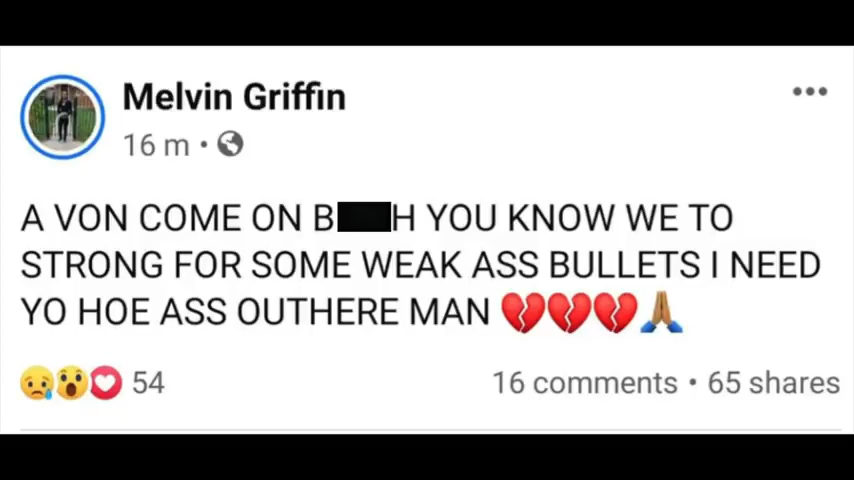 Melvin Griffin
16 m
A VON COME ON B H YOU KNOW WE TO
STRONG FOR SOME WEAK ASS BULLETS I NEED
YO HOE ASS OUTHERE MAN 💔💔💔🙏🏽
54
16 comments • 65 shares